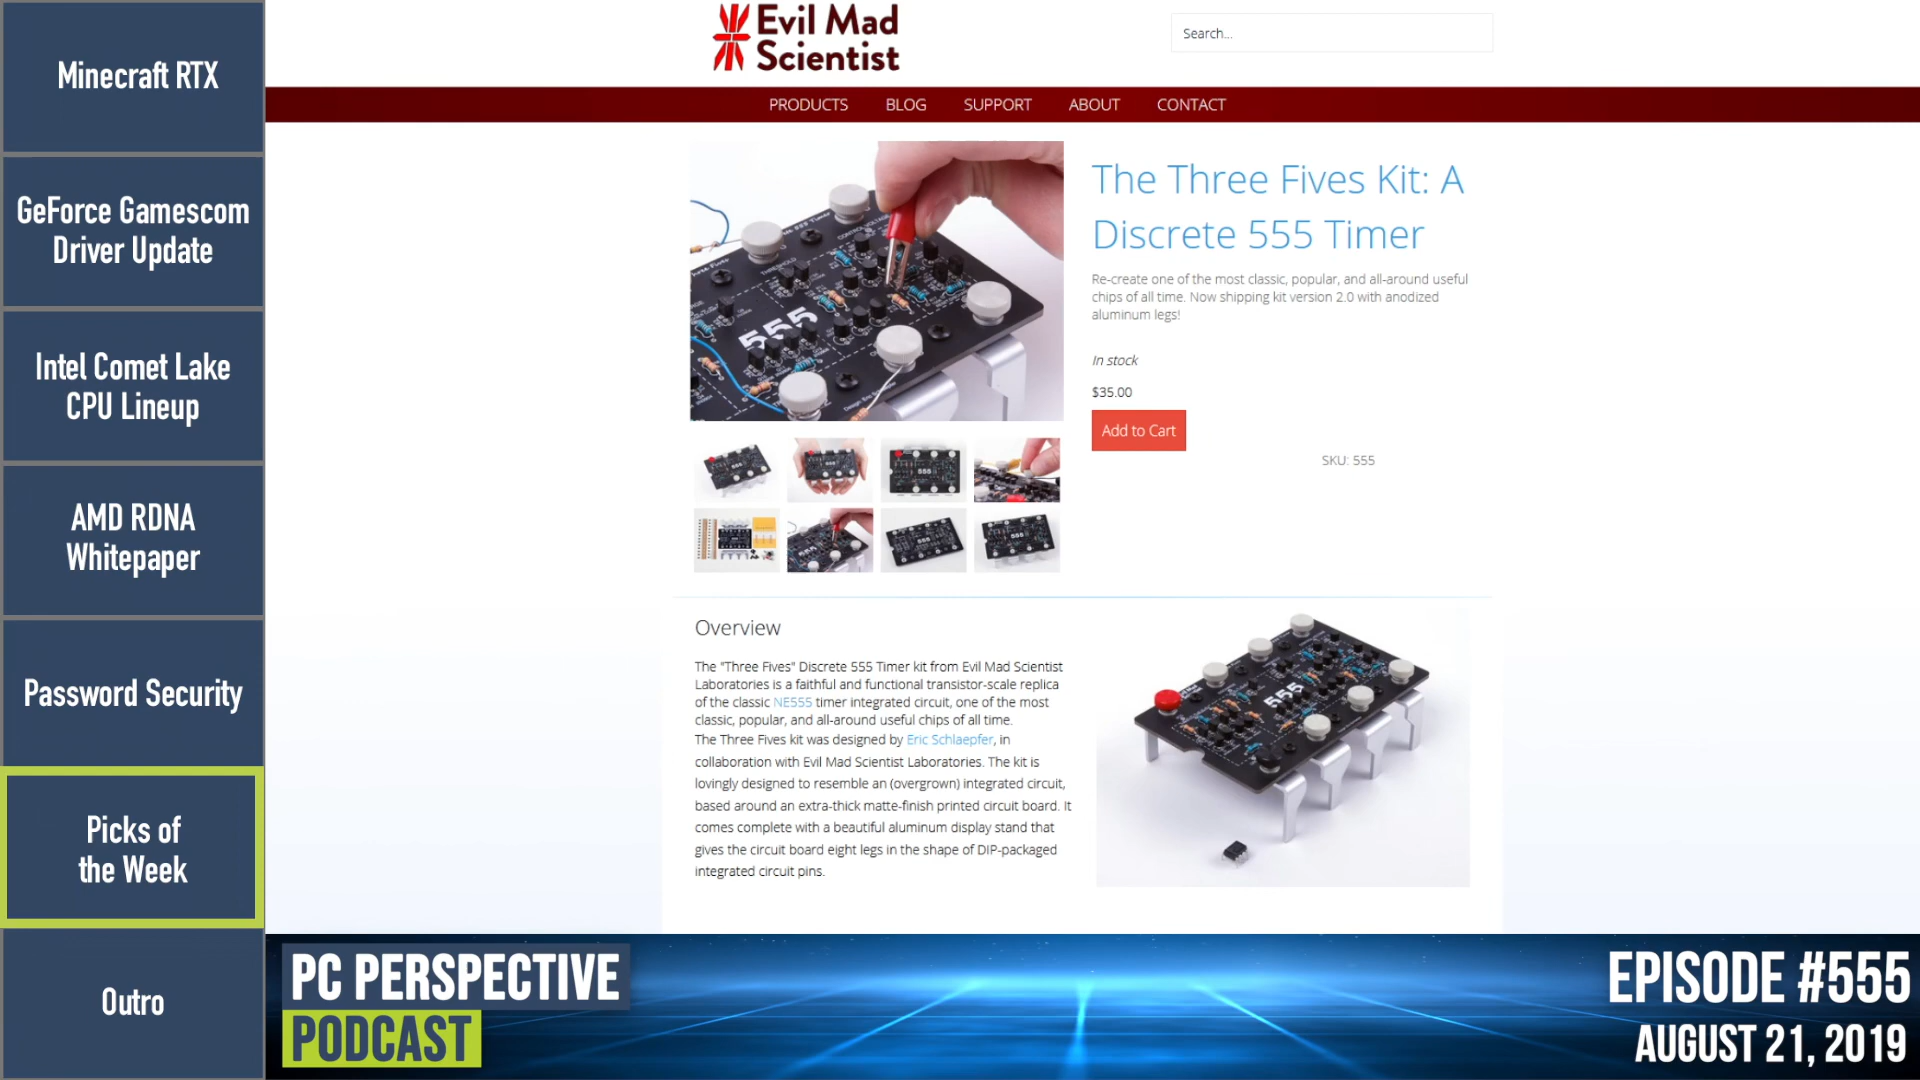 Minecraft RTX
GeForce Gamescom
Driver Update
Intel Comet Lake
CPU Lineup
AMD RDNA
Whitepaper
Password Security
Picks of
the Week
Outro
Evil Mad
Scientist
Search...
PRODUCTS
BLOG
SUPPORT
ABOUT
CONTACT
555
The Three Fives Kit: A
Discrete 555 Timer
Re-create one of the most classic, popular, and all-around useful
chips of all time. Now shipping kit version 2.0 with anodized
aluminum legs!
In stock
$35.00
Add to Cart
SKU: 555
Overview
The "Three Fives" Discrete 555 Timer kit from Evil Mad Scientist
Laboratories is a faithful and functional transistor-scale replica
of the classic NE555 timer integrated circuit, one of the most
classic, popular, and all-around useful chips of all time.
The Three Fives kit was designed by Eric Schlaepfer, in
collaboration with Evil Mad Scientist Laboratories. The kit is
lovingly designed to resemble an (overgrown) integrated circuit,
based around an extra-thick matte-finish printed circuit board. It
comes complete with a beautiful aluminum display stand that
gives the circuit board eight legs in the shape of DIP-packaged
integrated circuit pins.
555
PC PERSPECTIVE
PODCAST
EPISODE #555
AUGUST 21, 2019